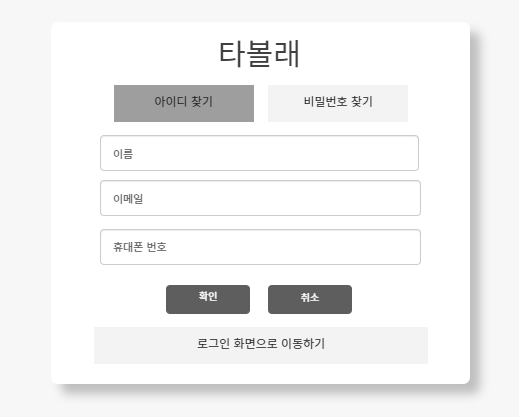 타볼래
아이디 찾기 비밀번호 찾기
이름
이메일
휴대폰 번호
확인 취소
로그인 화면으로 이동하기